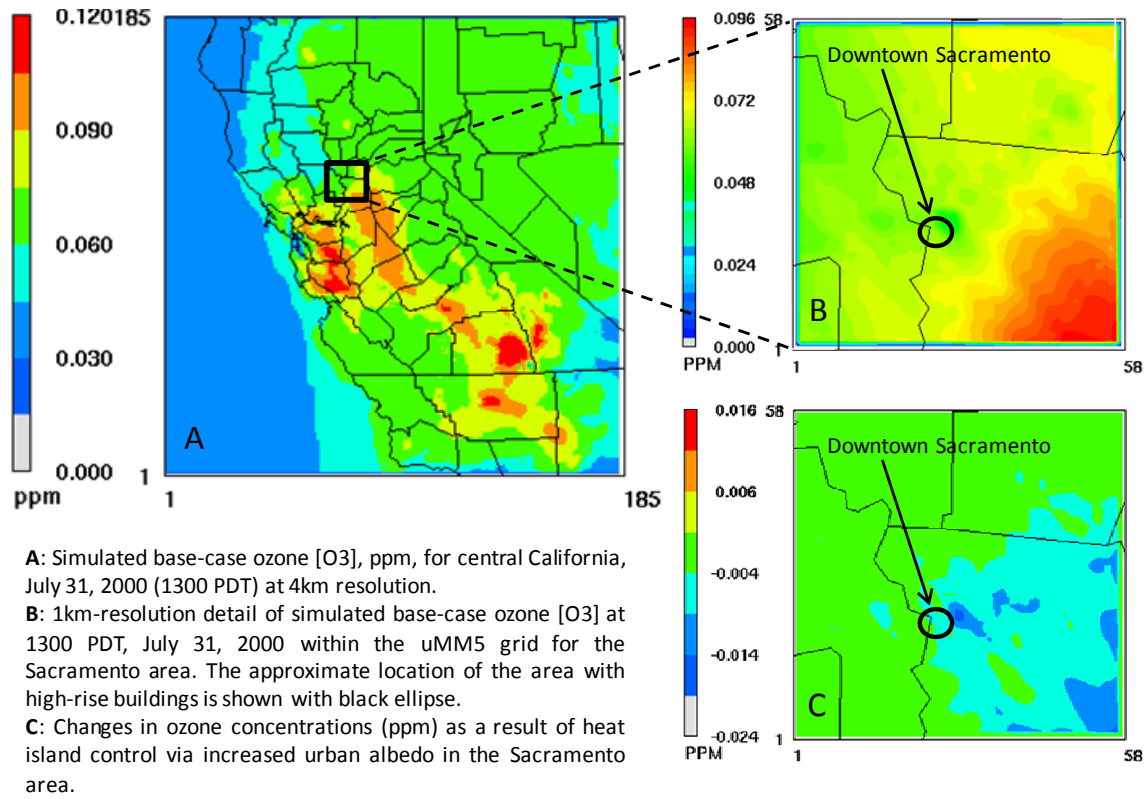 0.120
0.090
0.060
0.030
0.000
ppm
185
A
1
1
185
0.096
0.072
0.048
0.024
0.000
PPM
58
Downtown Sacramento
B
1
1
58
0.016
0.006
-0.004
-0.014
-0.024
PPM
58
Downtown Sacramento
C
1
1
58
A: Simulated base-case ozone [O3], ppm, for central California,
July 31, 2000 (1300 PDT) at 4km resolution.
B: 1km-resolution detail of simulated base-case ozone [O3] at
1300 PDT, July 31, 2000 within the uMM5 grid for the
Sacramento area. The approximate location of the area with
high-rise buildings is shown with black ellipse.
C: Changes in ozone concentrations (ppm) as a result of heat
island control via increased urban albedo in the Sacramento
area.